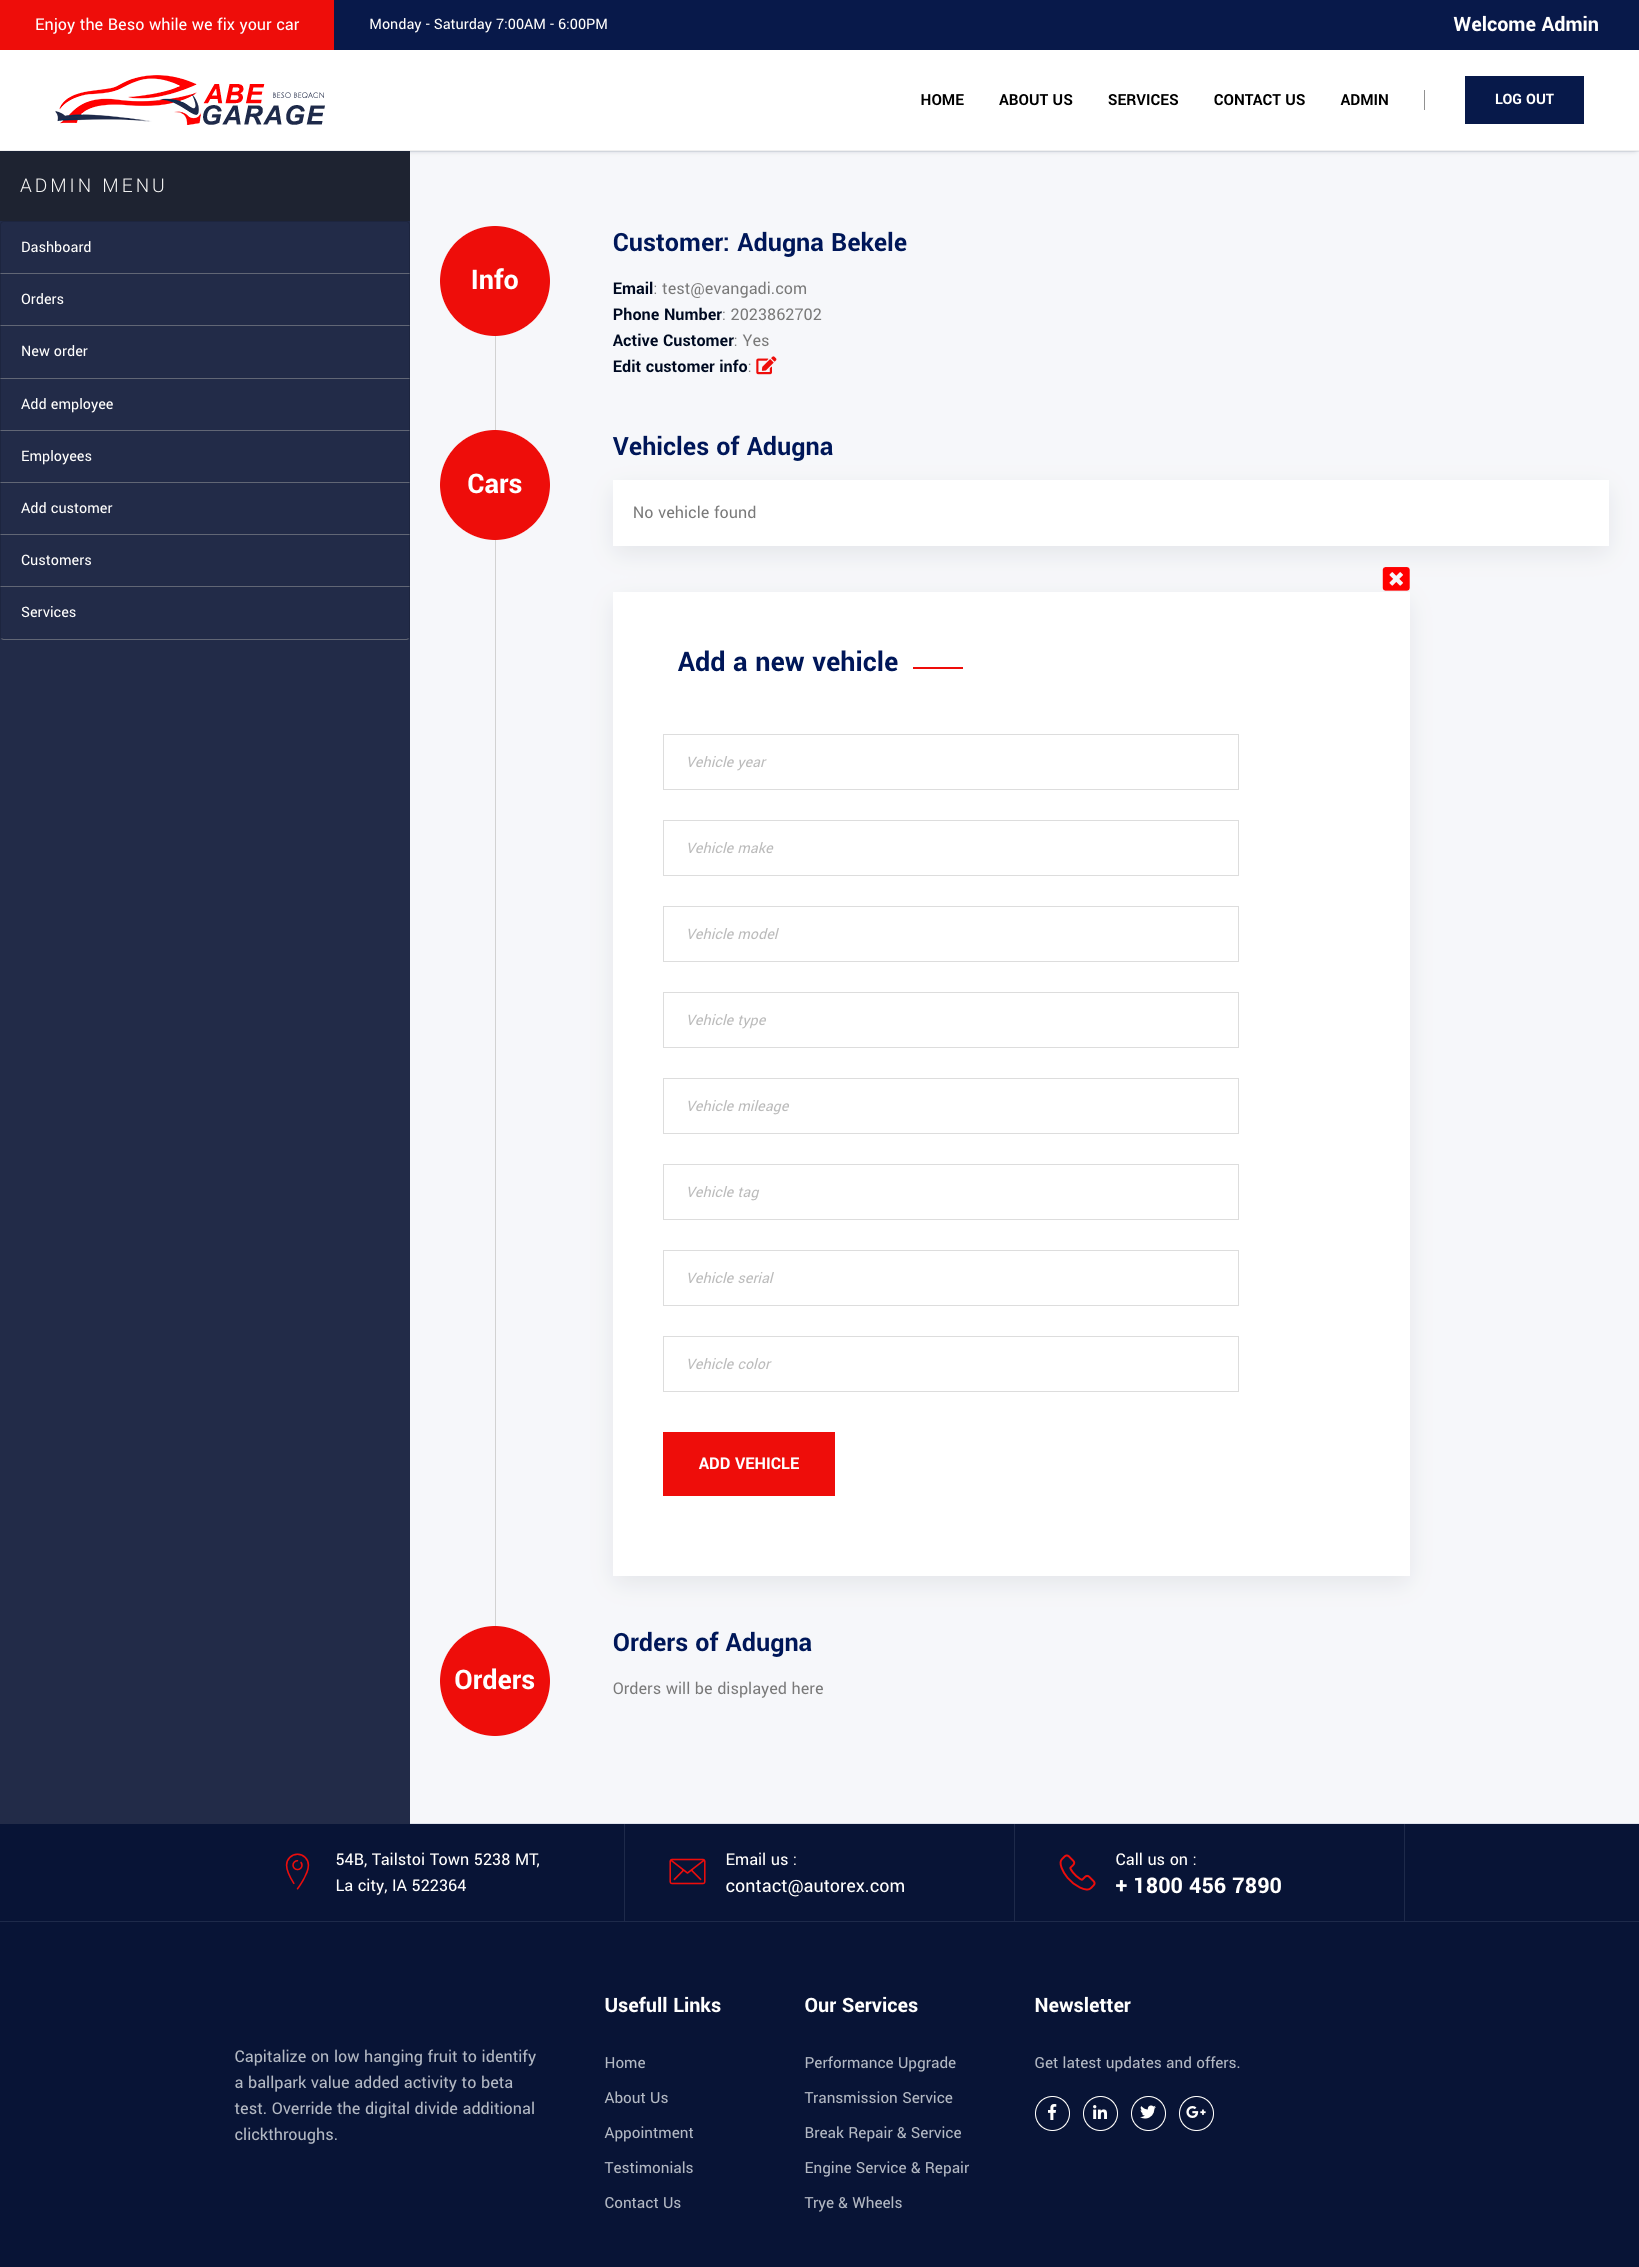 Enjoy the Beso while we fix your car
Monday - Saturday 7:00AM - 6:00PM
Welcome Admin
ABE
BESO BEQACN
GARAGE
HOME
ABOUT US
SERVICES
CONTACT US
ADMIN
LOG OUT
ADMIN MENU
Dashboard
Orders
New order
Add employee
Employees
Add customer
Customers
Services
Info
Customer: Adugna Bekele
Email: test@evangadi.com
Phone Number: 2023862702
Active Customer: Yes
Edit customer info:
Cars
Vehicles of Adugna
No vehicle found
Add a new vehicle
Vehicle year
Vehicle make
Vehicle model
Vehicle type
Vehicle mileage
Vehicle tag
Vehicle serial
Vehicle color
ADD VEHICLE
Orders
Orders of Adugna
Orders will be displayed here
54B, Tailstoi Town 5238 MT,
La city, IA 522364
Email us :
contact@autorex.com
Call us on :
+ 1800 456 7890
Capitalize on low hanging fruit to identify
a ballpark value added activity to beta
test. Override the digital divide additional
clickthroughs.
Usefull Links
Home
About Us
Appointment
Testimonials
Contact Us
Our Services
Performance Upgrade
Transmission Service
Break Repair & Service
Engine Service & Repair
Trye & Wheels
Newsletter
Get latest updates and offers.